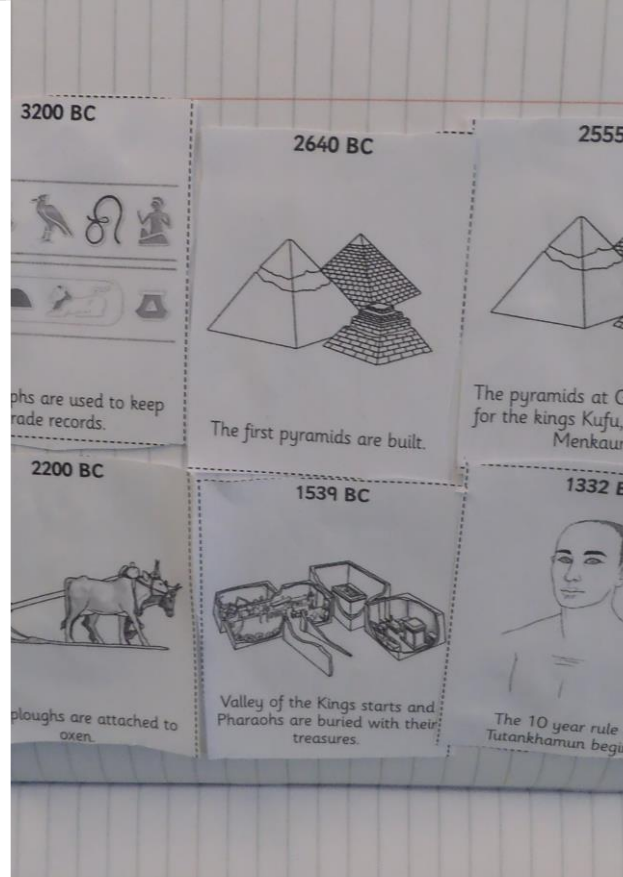 3200 BC
phs are used to keep
rade records.
2640 BC
The first pyramids are built.
2555
The pyramids at
for the kings Kufu,
Menkaur
2200 BC
ploughs are attached to
oxen.
1539 BC
Valley of the Kings starts and
Pharaohs are buried with their
treasures.
1332 B
The 10 year rule
Tutankhamun begi